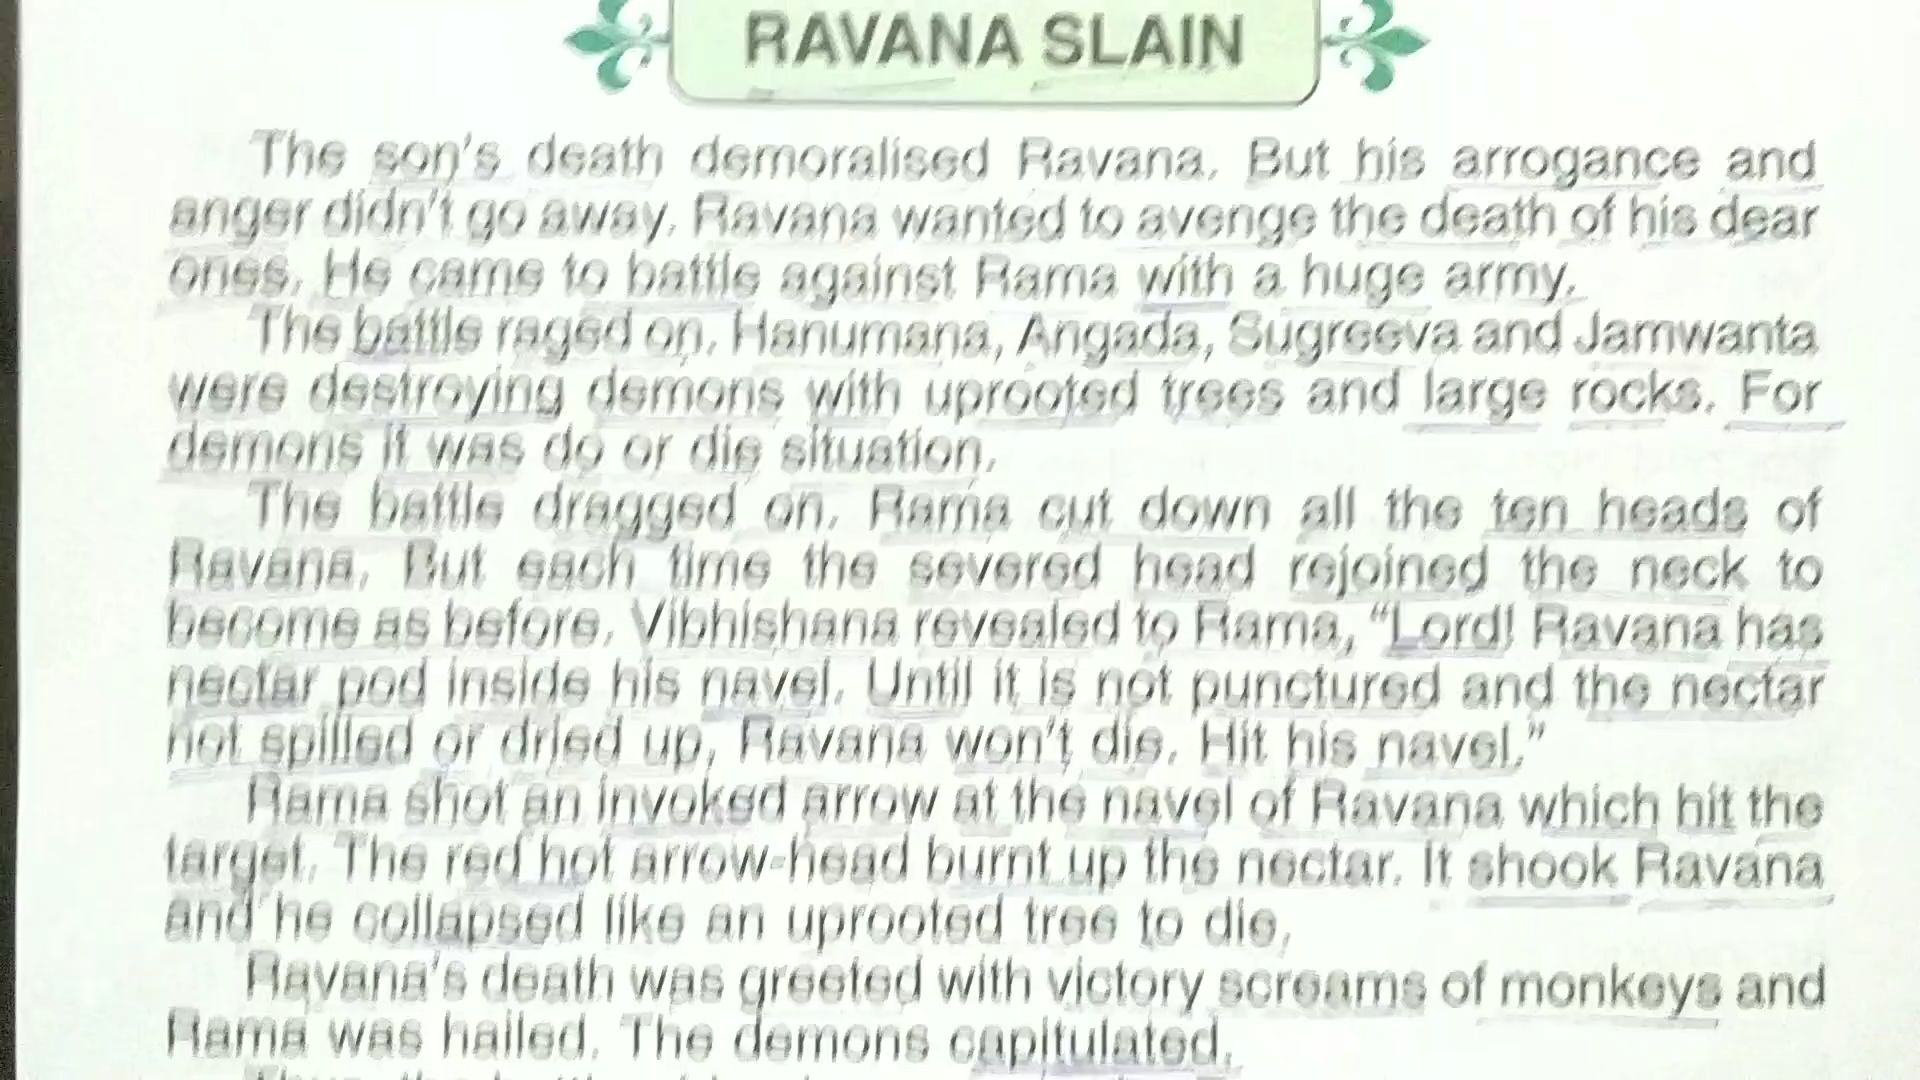 RAVANA SLAIN
The son's death demoralised Ravana. But his arrogance and
anger didn't go away. Ravana wanted to avenge the death of his dear
ones. He came to battle against Rama with a huge army.
The battle raged on. Hanumana, Angada, Sugreeva and Jamwanta
were destroying demons with uprooted trees and large rocks. For
demons it was do or die situation.
The battle dragged on. Rama cut down all the ten heads of
Ravana. But each time the severed head rejoined the neck to
become as before. Vibhishana revealed to Rama, “Lord! Ravana has
nectar pod inside his navel. Until it is not punctured and the nectar
not spilled or dried up, Ravana won't die. Hit his navel.”
Rama shot an invoked arrow at the navel of Ravana which hit the
target. The red hot arrow-head burnt up the nectar. It shook Ravana
and he collapsed like an uprooted tree to die.
Ravana's death was greeted with victory screams of monkeys and
Rama was hailed. The demons capitulated.